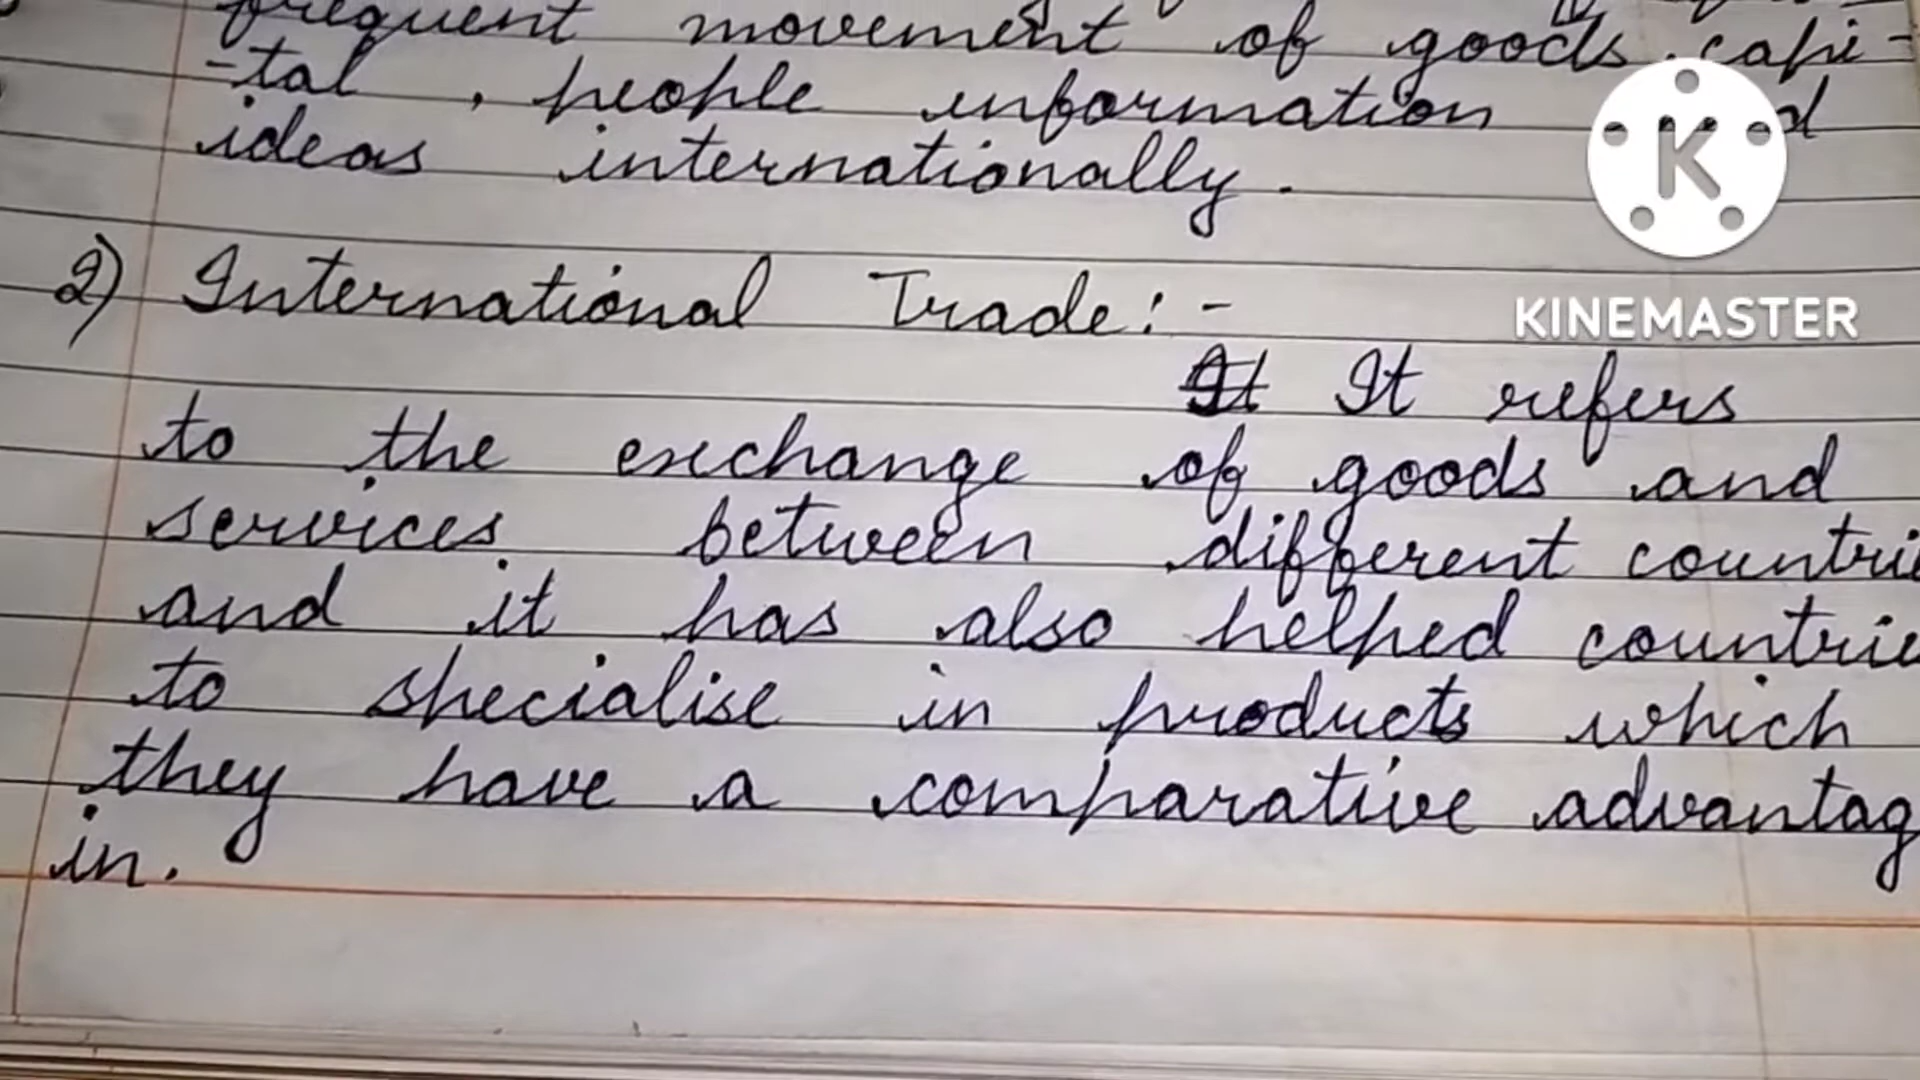 frequent movement of goods, capi-
-tal , people information
ideas internationally.
2) International Trade:-
It It refers
to the exchange of goods and
services between different countri
and it has also helped countrie
to specialise in products which
they have a comparative advantag
in.
KINEMASTER